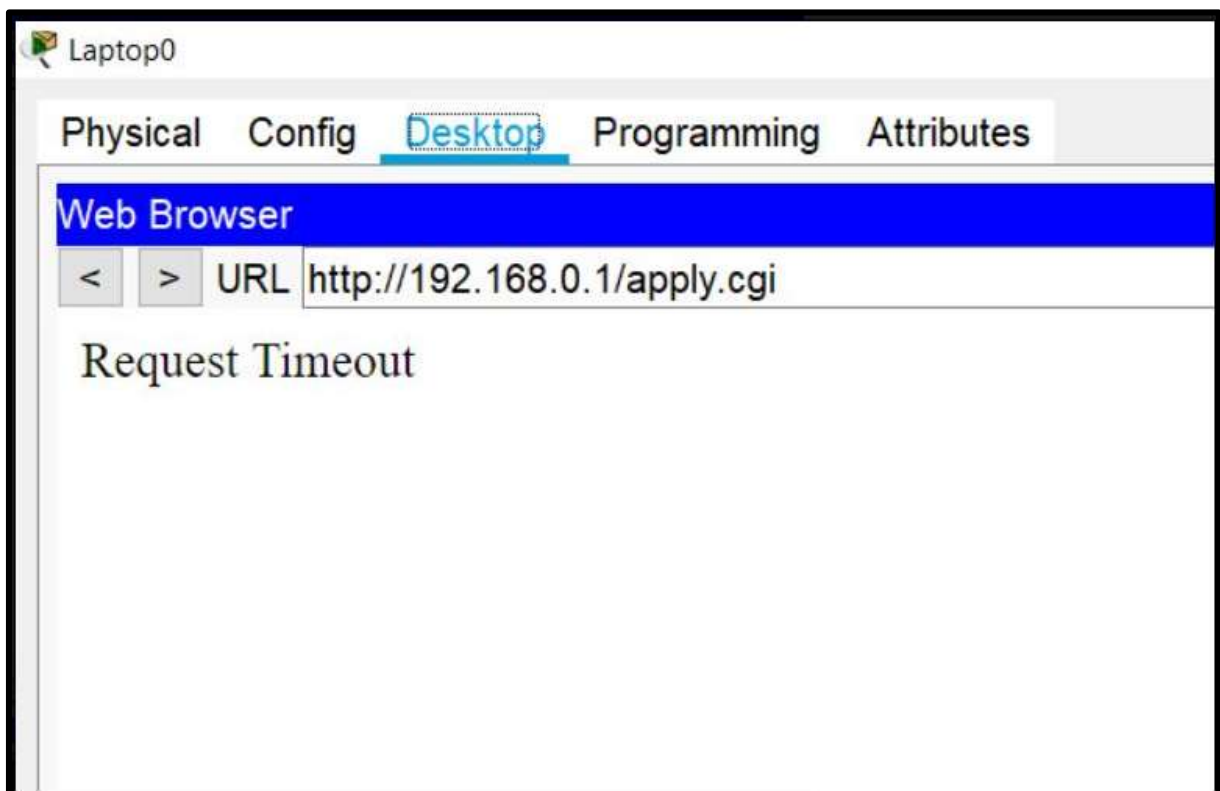 Laptop0
Physical Config Desktop Programming Attributes
Web Browser
< > URL http://192.168.0.1/apply.cgi
Request Timeout